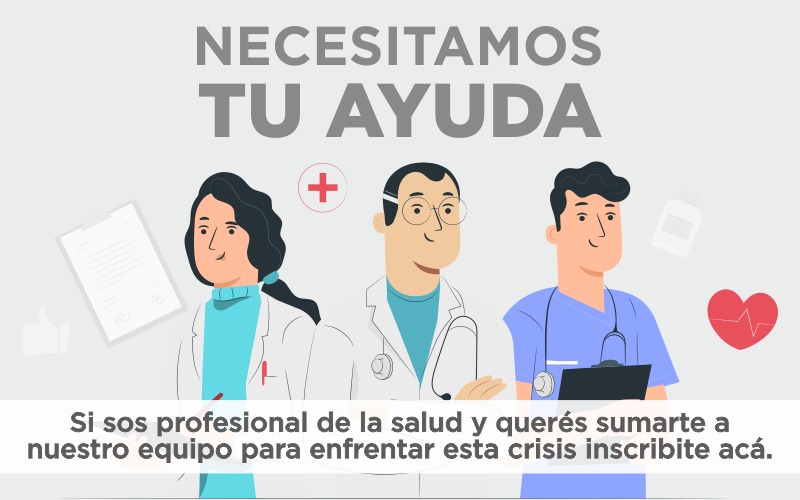 NECESITAMOS
TU AYUDA
Si sos profesional de la salud y querés sumarte a
nuestro equipo para enfrentar esta crisis inscribite acá.